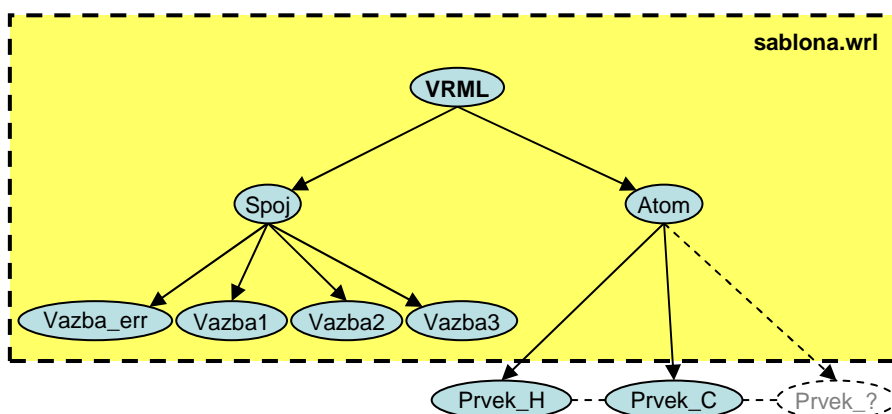 sablona.wrl
VRML
Spoj
Atom
Vazba_err
Vazba1
Vazba2
Vazba3
Prvek_H
Prvek_C
Prvek_?